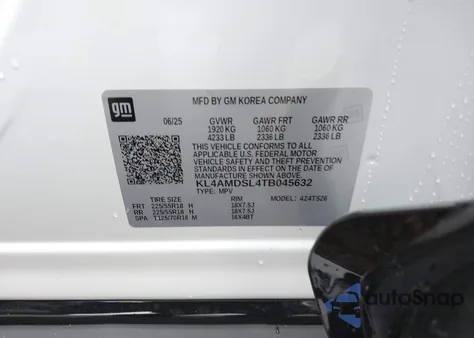 gm
MFD BY GM KOREA COMPANY
06/25 GVWR GAWR FRT GAWR RR
1920 KG 1060 KG 1060 KG
4233 LB 2336 LB 2336 LB
THIS VEHICLE CONFORMS TO ALL
APPLICABLE U.S. FEDERAL MOTOR
VEHICLE SAFETY, BUMPER, AND THEFT
PREVENTION STANDARDS IN EFFECT ON
THE DATE OF
MANUFACTURE SHOWN ABOVE.
KL4AMDSL4TB045632
TYPE: MPV MODEL: 424TS26
TIRE SIZE RIM
FRT 225/55R18 H 18X7.5J
RR 225/55R18 H 18X7.5J
SPA T125/70R16 M 16X4BT
autoSnap